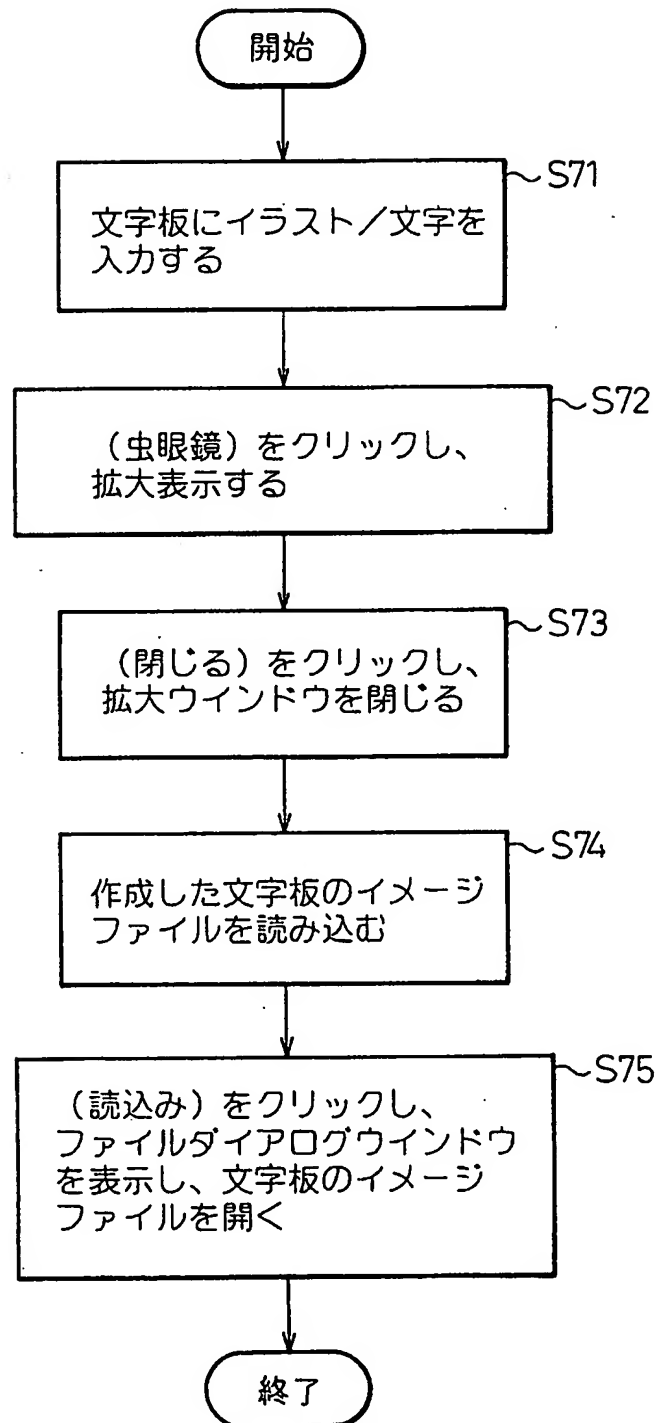 開始
S71
文字板にイラスト/文字を
入力する
S72
(虫眼鏡)をクリックし、
拡大表示する
S73
(閉じる)をクリックし、
拡大ウインドウを閉じる
S74
作成した文字板のイメージ
ファイルを読み込む
S75
(読込み)をクリックし、
ファイルダイアログウインドウ
を表示し、文字板のイメージ
ファイルを開く
終了